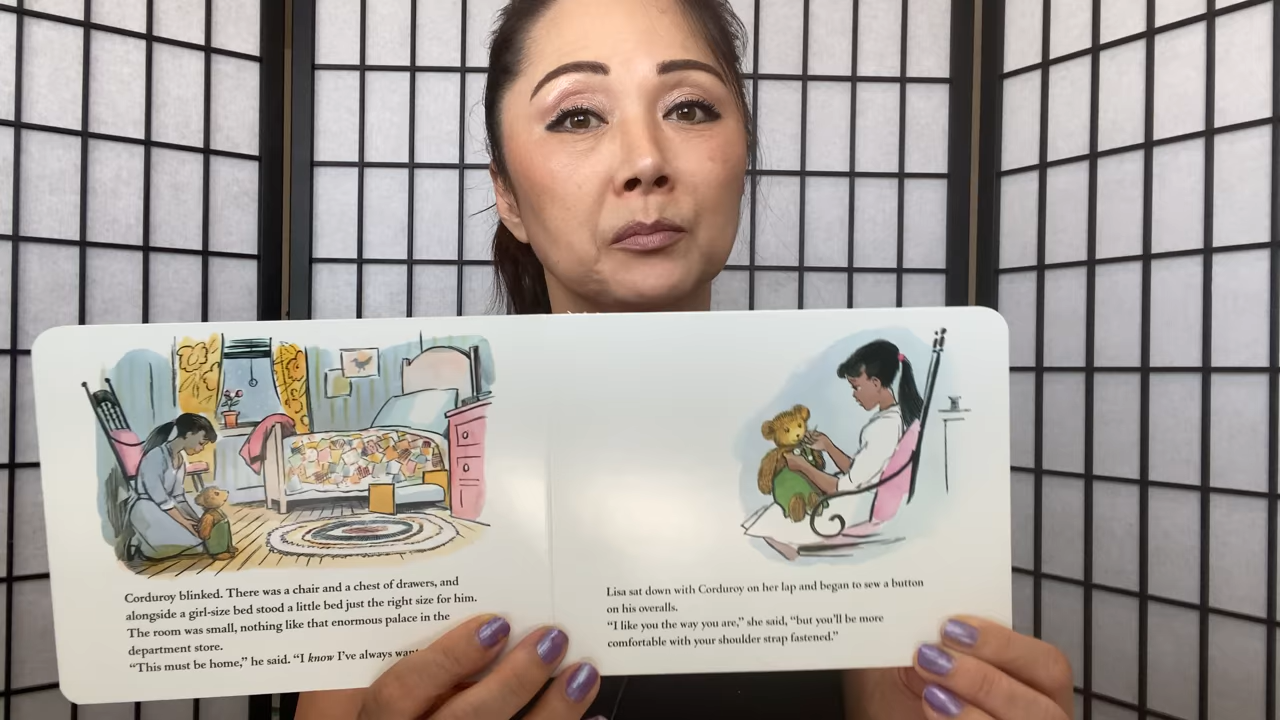 Corduroy blinked. There was a chair and a chest of drawers, and
alongside a girl-size bed stood a little bed just the right size for him.
The room was small, nothing like that enormous palace in the
department store.
"This must be home," he said. "I know I've always
Lisa sat down with Corduroy on her lap and began to sew a button
on his overalls.
"I like you the way you are," she said, "but you'll be more
comfortable with your shoulder strap fastened."